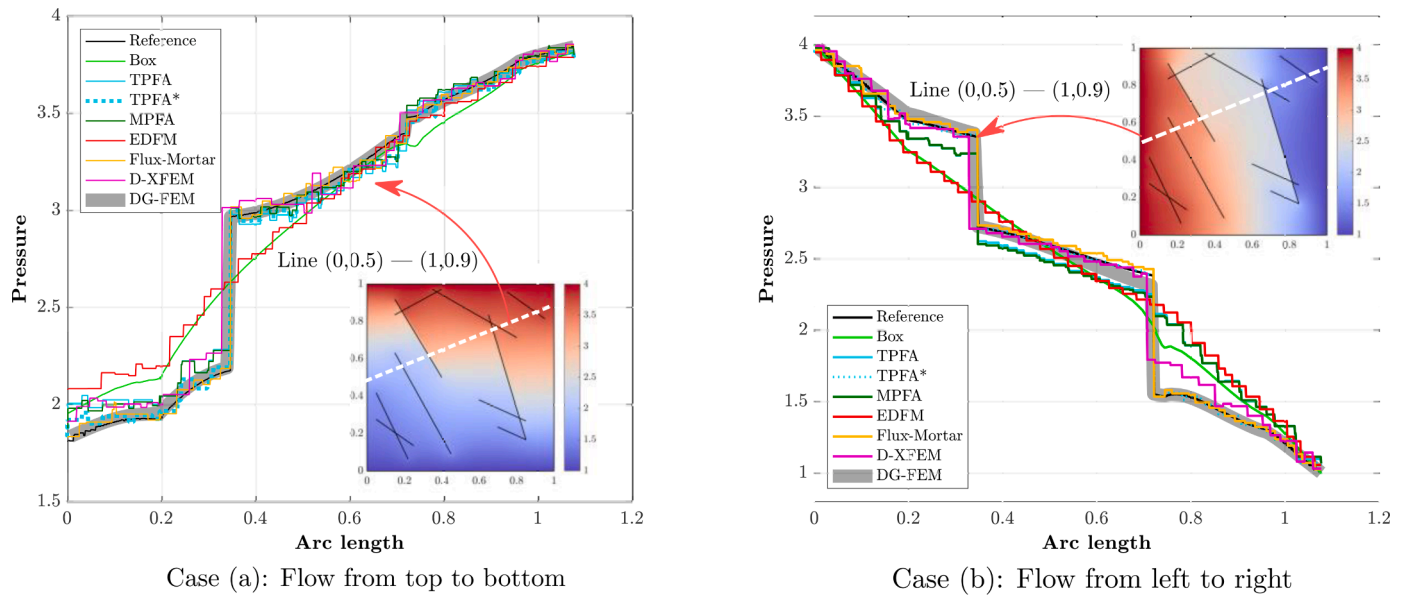 4
3.5
3
2.5
2
1.5
0
0.2
0.4
0.6
0.8
1
1.2
Pressure
Arc length
Reference
Box
TPFA
TPFA*
MPFA
EDFM
Flux-Mortar
D-XFEM
DG-FEM
Line (0,0.5) — (1,0.9)
1
0.8
0.6
0.4
0.2
0
0
0.2
0.4
0.6
0.8
1
4
3.5
3
2.5
2
1.5
1
Case (a): Flow from top to bottom
4
3.5
3
2.5
2
1.5
1
0
0.2
0.4
0.6
0.8
1
1.2
Pressure
Arc length
Line (0,0.5) — (1,0.9)
1
0.8
0.6
0.4
0.2
0
0
0.2
0.4
0.6
0.8
1
4
3.5
3
2.5
2
1.5
1
Reference
Box
TPFA
TPFA*
MPFA
EDFM
Flux-Mortar
D-XFEM
DG-FEM
Case (b): Flow from left to right